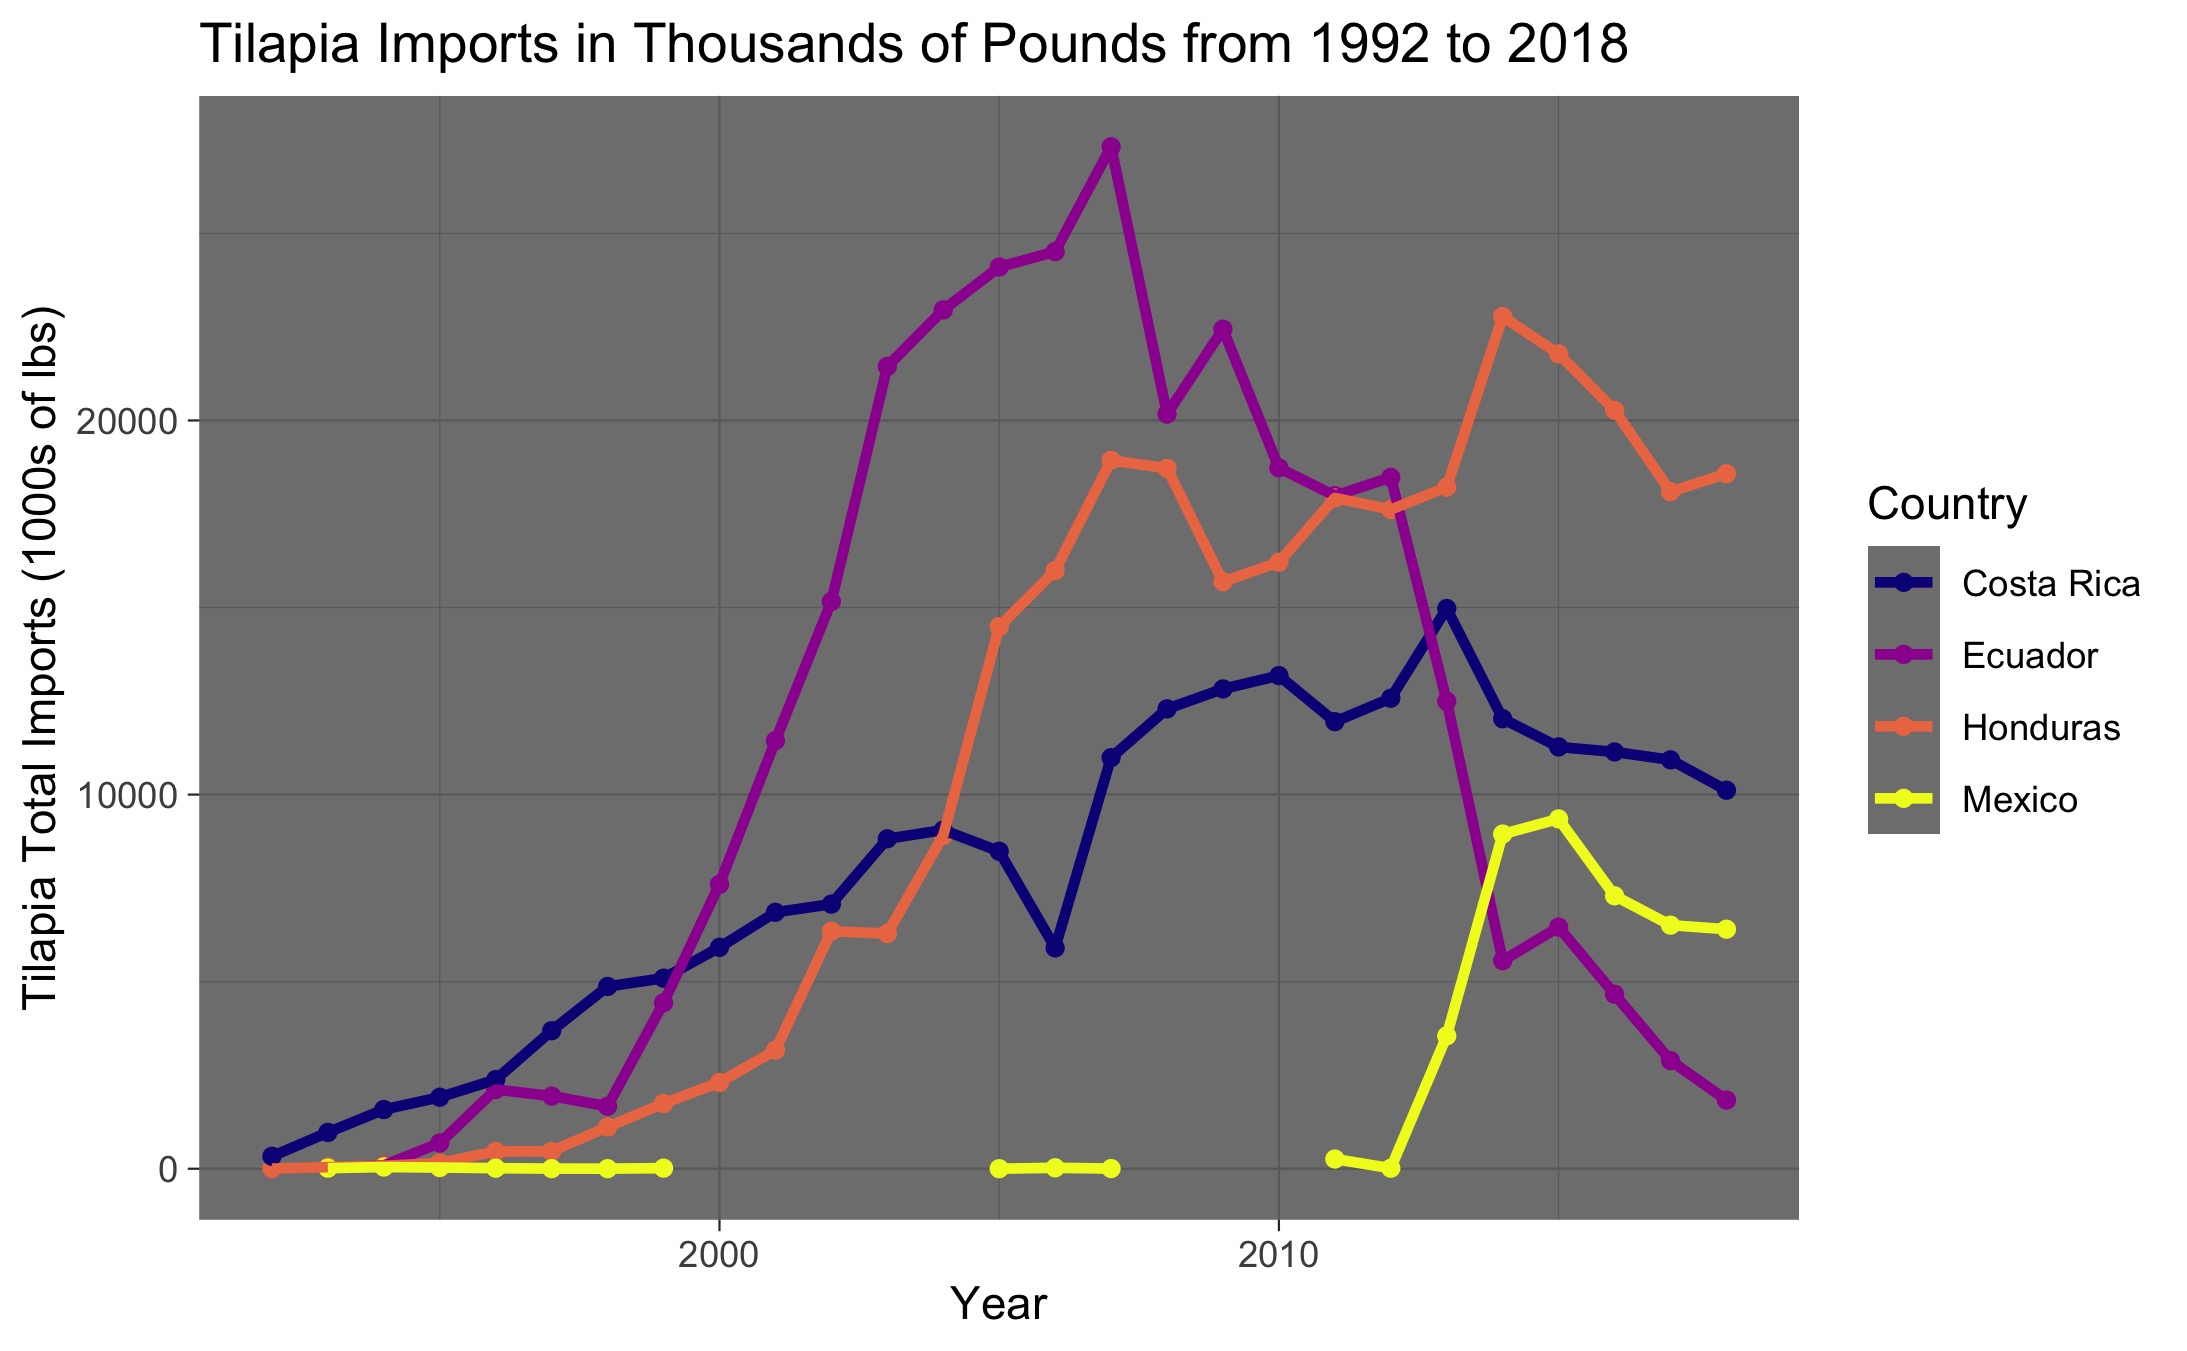 Tilapia Imports in Thousands of Pounds from 1992 to 2018
Tilapia Total Imports (1000s of lbs)
20000
10000
0
2000
2010
Year
Country
Costa Rica
Ecuador
Honduras
Mexico